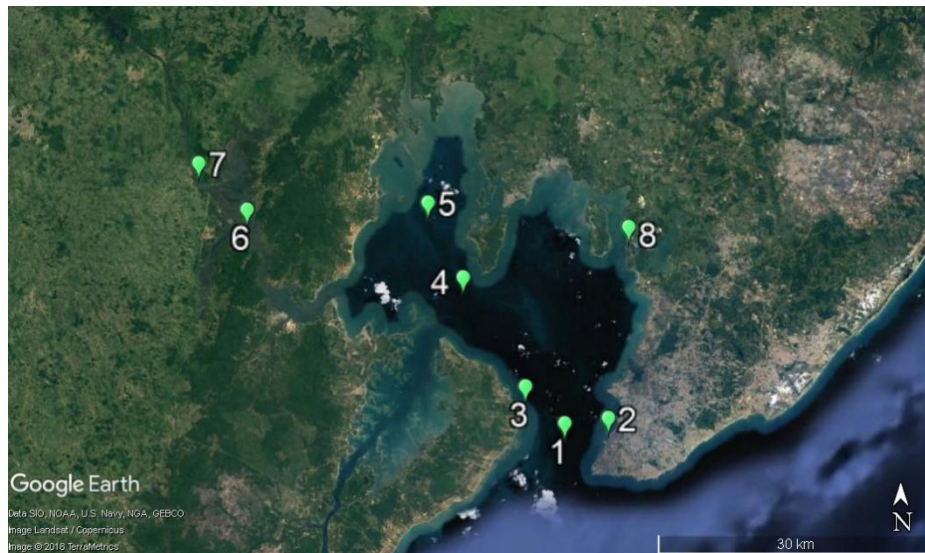 7
6
5
8
4
3
2
1
Google Earth
Data SIO, NOAA, U.S. Navy, NGA, GEBCO
Image Landsat / Copernicus
Image © 2018 TerraMetrics
N
30 km